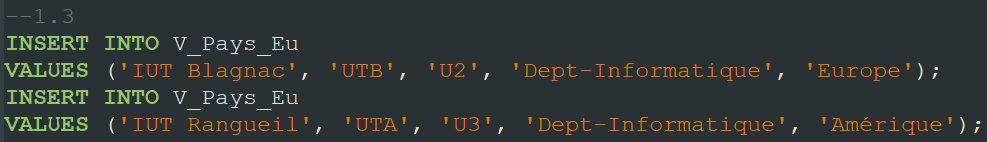 --1.3
INSERT INTO V_Pays_Eu
VALUES ('IUT Blagnac', 'UTB', 'U2', 'Dept-Informatique', 'Europe');
INSERT INTO V_Pays_Eu
VALUES ('IUT Rangueil', 'UTA', 'U3', 'Dept-Informatique', 'Amérique');